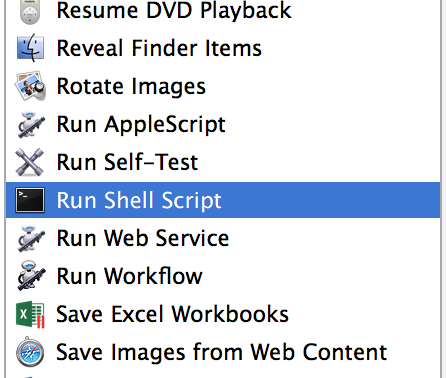 Resume DVD Playback
Reveal Finder Items
Rotate Images
Run AppleScript
Run Self-Test
Run Shell Script
Run Web Service
Run Workflow
Save Excel Workbooks
Save Images from Web Content